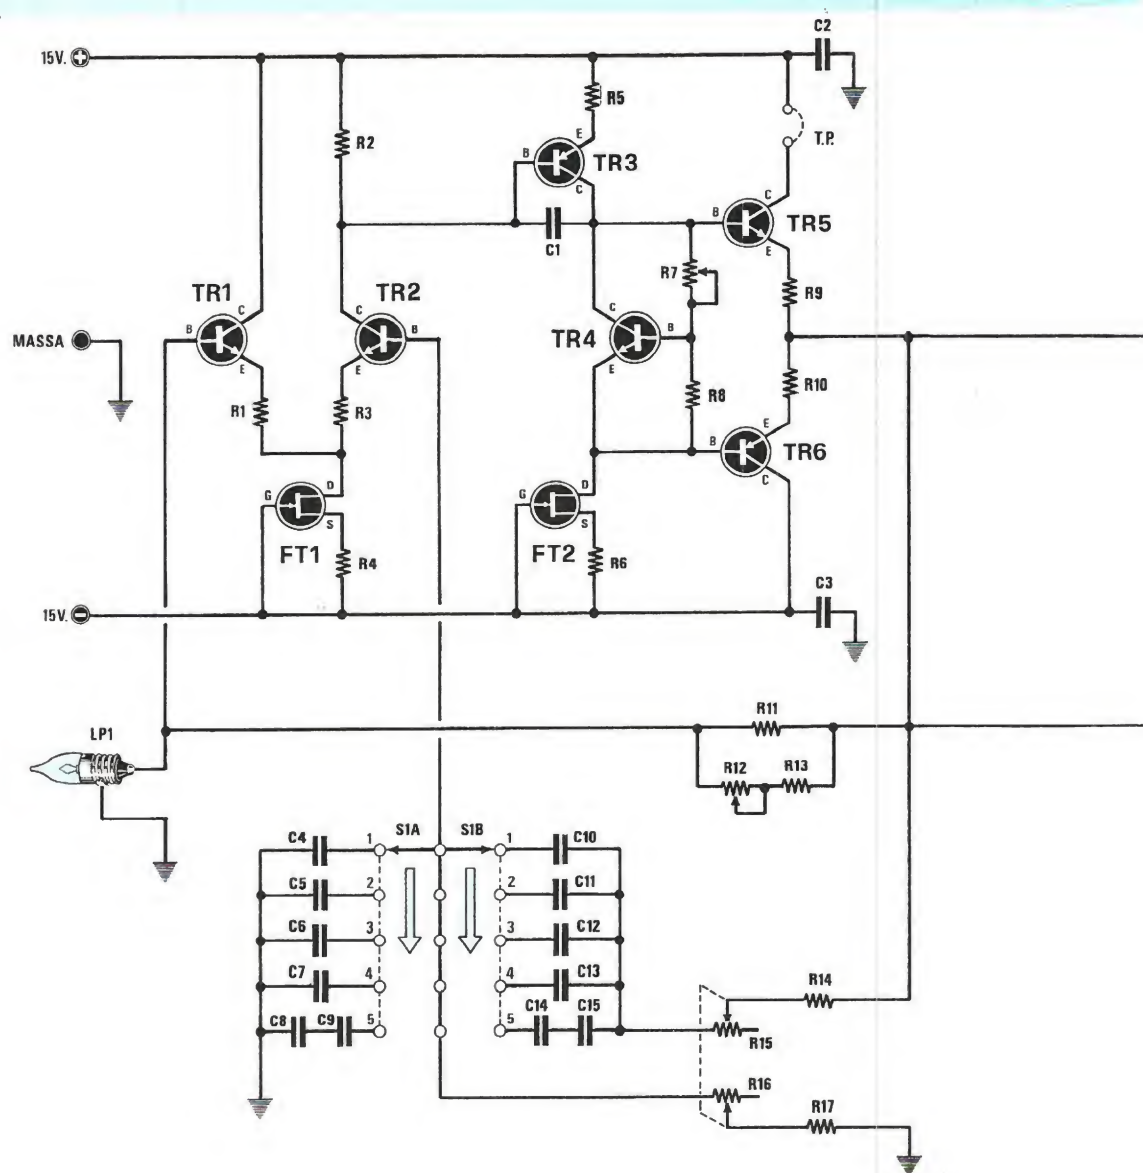 C2
15V. +
R5
R2
T.P.
E
B
TR3
C
C
B
TR5
C1
E
R7
TR1
TR2
R9
C
C
C
MASSA
B
B
TR4
B
E
E
E
R10
R1
R3
R8
E
B
TR6
D
D
C
G
G
S
S
FT1
R4
FT2
R6
C3
15V. −
R11
LP1
R12
R13
C4
1
S1A
S1B
1
C10
C5
2
2
C11
C6
3
3
C12
C7
4
4
C13
R14
C8
C9
5
5
C14
C15
R15
R16
R17